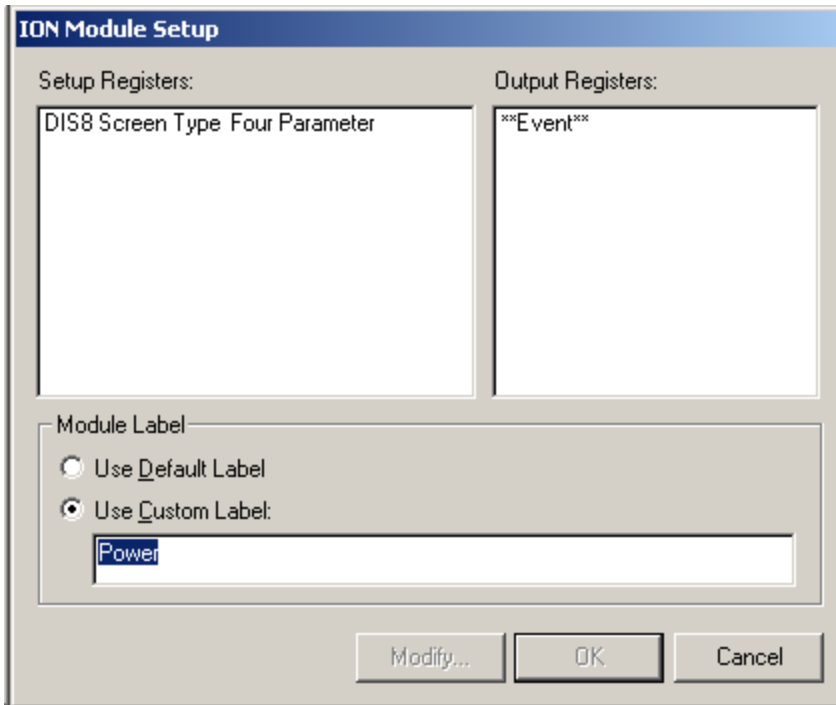 ION Module Setup
Setup Registers:
Output Registers:
DIS8 Screen Type Four Parameter
**Event**
Module Label
Use Default Label
Use Custom Label:
Power
Modify...
OK
Cancel